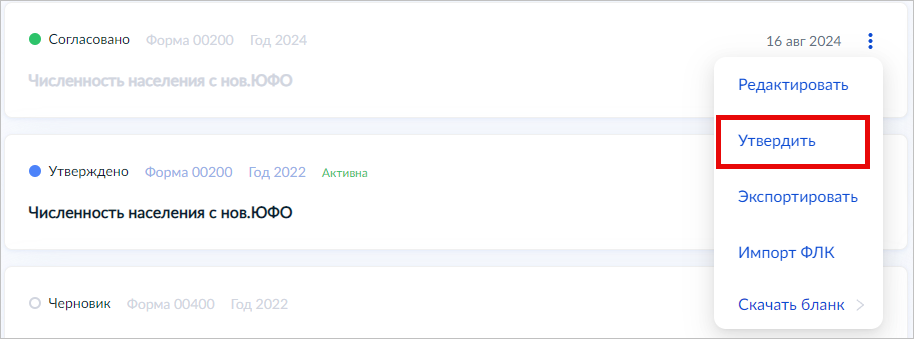 Согласовано Форма 00200 Год 2024 16 авг 2024
Численность населения с нов.ЮФО
Редактировать
Утвердить
Утверждено Форма 00200 Год 2022 Активна
Экспортировать
Численность населения с нов.ЮФО
Импорт ФЛК
Черновик Форма 00400 Год 2022
Скачать бланк